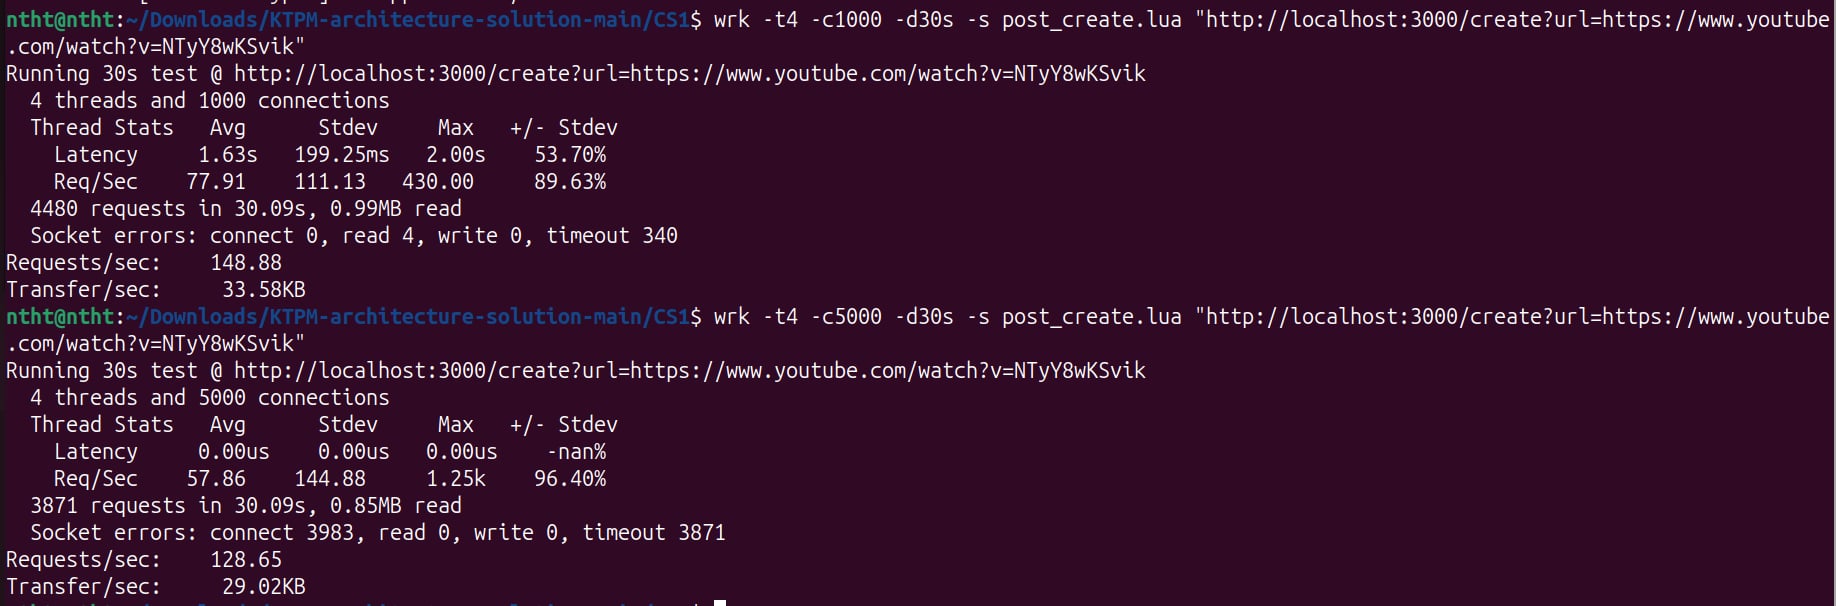 ntht@ntht:~/Downloads/KTPM-architecture-solution-main/CS1$ wrk -t4 -c1000 -d30s -s post_create.lua "http://localhost:3000/create?url=https://www.youtube
.com/watch?v=NTyY8wKSvik"
Running 30s test @ http://localhost:3000/create?url=https://www.youtube.com/watch?v=NTyY8wKSvik
  4 threads and 1000 connections
  Thread Stats   Avg      Stdev     Max   +/- Stdev
    Latency     1.63s   199.25ms   2.00s    53.70%
    Req/Sec    77.91    111.13   430.00     89.63%
  4480 requests in 30.09s, 0.99MB read
  Socket errors: connect 0, read 4, write 0, timeout 340
Requests/sec:    148.88
Transfer/sec:     33.58KB
ntht@ntht:~/Downloads/KTPM-architecture-solution-main/CS1$ wrk -t4 -c5000 -d30s -s post_create.lua "http://localhost:3000/create?url=https://www.youtube
.com/watch?v=NTyY8wKSvik"
Running 30s test @ http://localhost:3000/create?url=https://www.youtube.com/watch?v=NTyY8wKSvik
  4 threads and 5000 connections
  Thread Stats   Avg      Stdev     Max   +/- Stdev
    Latency     0.00us    0.00us   0.00us    -nan%
    Req/Sec    57.86    144.88     1.25k    96.40%
  3871 requests in 30.09s, 0.85MB read
  Socket errors: connect 3983, read 0, write 0, timeout 3871
Requests/sec:    128.65
Transfer/sec:     29.02KB